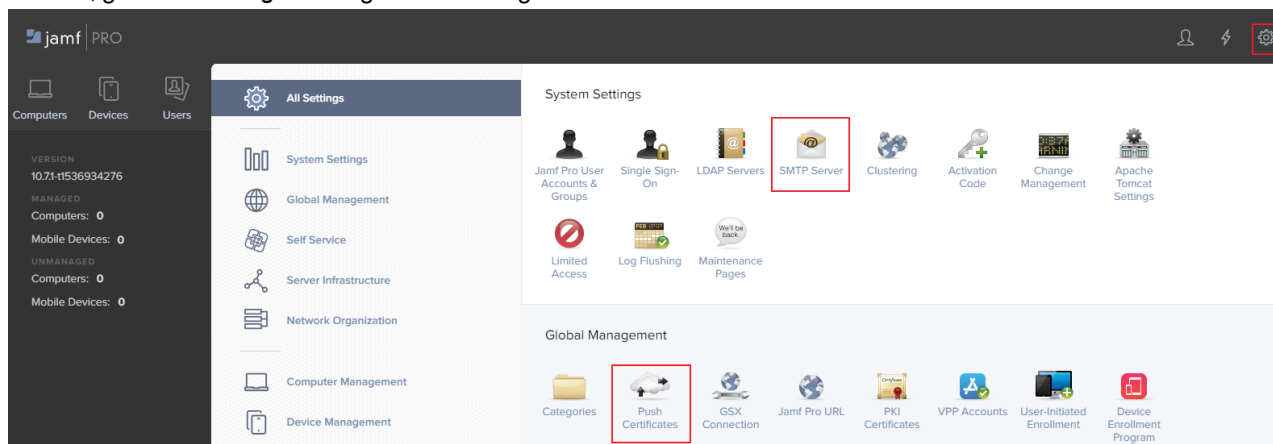 jamf PRO
Computers Devices Users
VERSION
10.7.1-t1536934276
MANAGED
Computers: 0
Mobile Devices: 0
UNMANAGED
Computers: 0
Mobile Devices: 0
All Settings
System Settings
Global Management
Self Service
Server Infrastructure
Network Organization
Computer Management
Device Management
System Settings
Jamf Pro User Accounts & Groups
Single Sign-On
LDAP Servers
SMTP Server
Clustering
Activation Code
Change Management
Apache Tomcat Settings
Limited Access
Log Flushing
We'll be back.
Maintenance Pages
Global Management
Categories
Push Certificates
GSX Connection
Jamf Pro URL
PKI Certificates
VPP Accounts
User-Initiated Enrollment
Device Enrollment Program